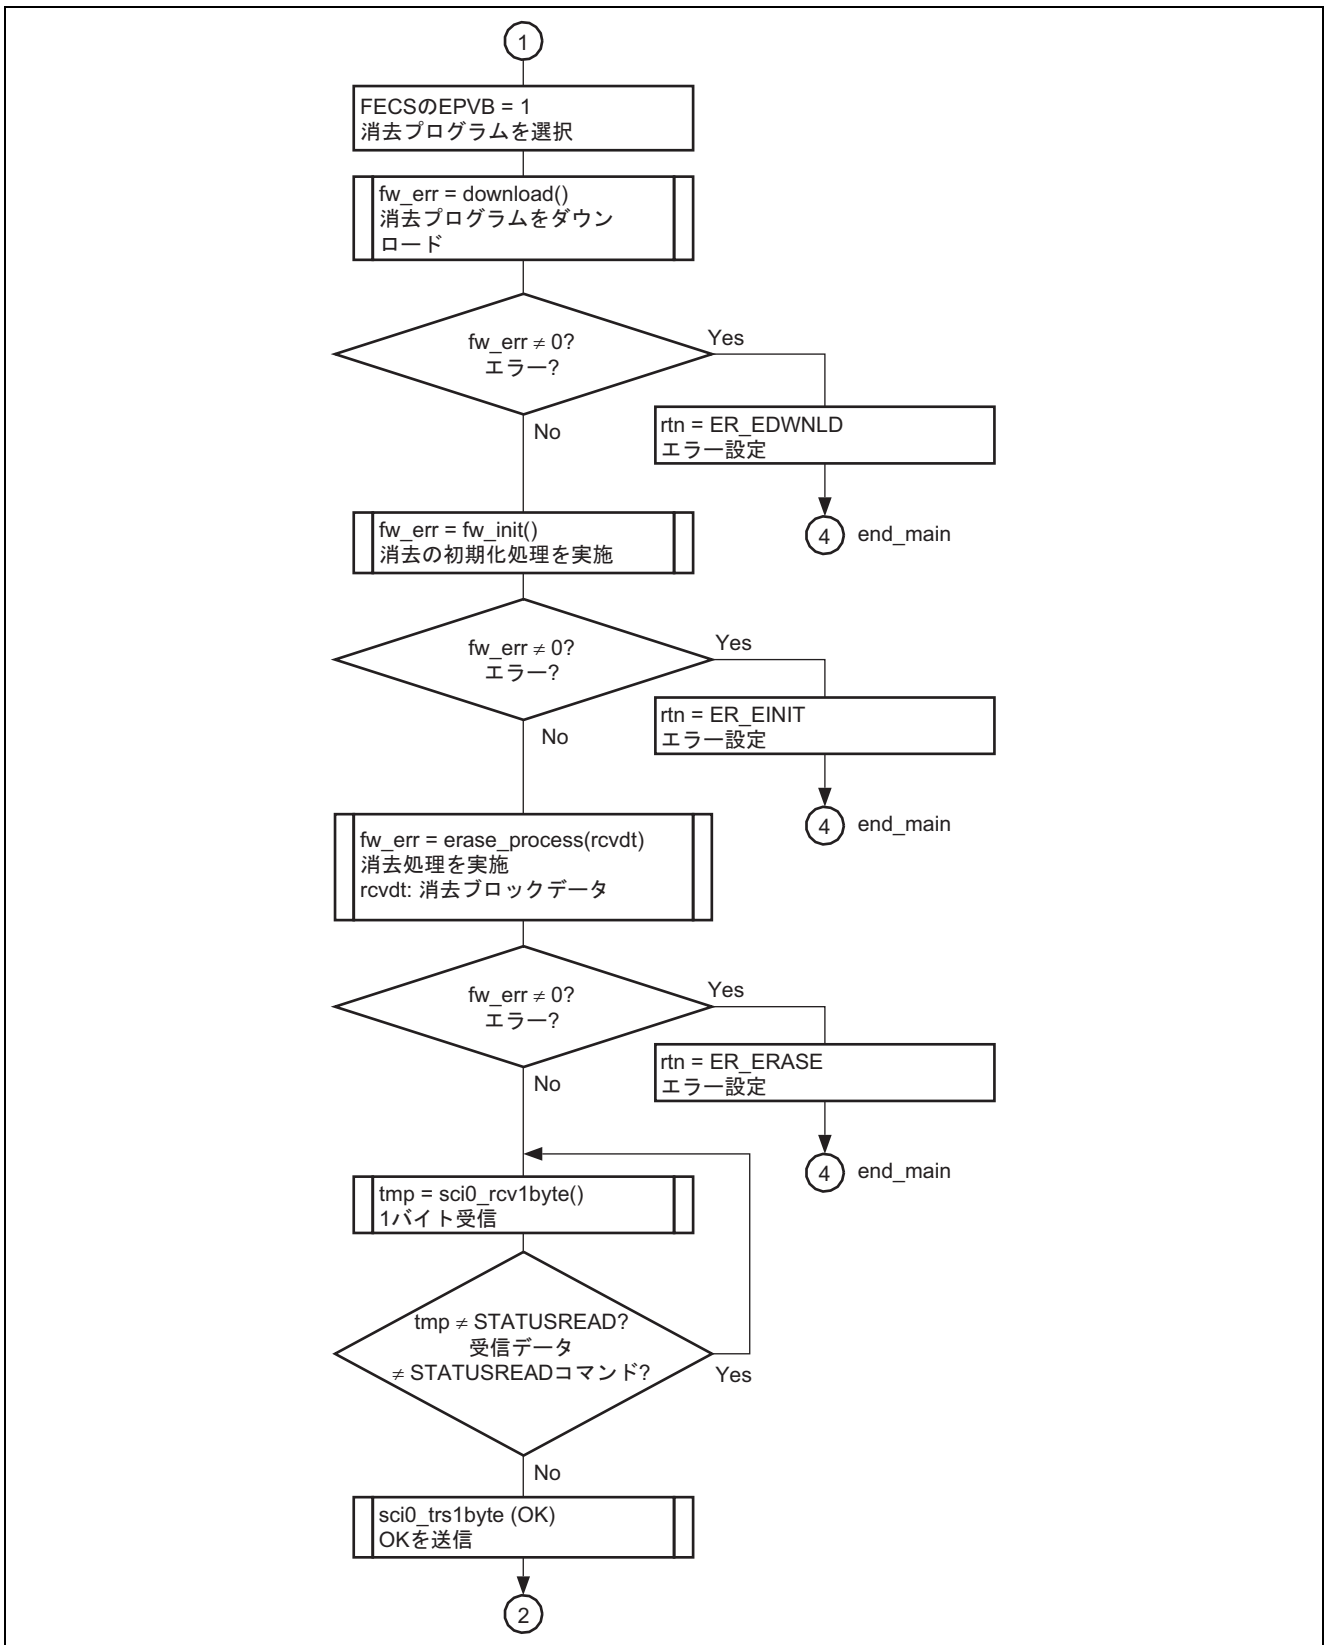 1
FECSのEPVB = 1
消去プログラムを選択
fw_err = download()
消去プログラムをダウン
ロード
fw_err ≠ 0?
エラー?
Yes
No
rtn = ER_EDWNLD
エラー設定
4 end_main
fw_err = fw_init()
消去の初期化処理を実施
fw_err ≠ 0?
エラー?
Yes
No
rtn = ER_EINIT
エラー設定
4 end_main
fw_err = erase_process(rcvdt)
消去処理を実施
rcvdt: 消去ブロックデータ
fw_err ≠ 0?
エラー?
Yes
No
rtn = ER_ERASE
エラー設定
4 end_main
tmp = sci0_rcv1byte()
1バイト受信
tmp ≠ STATUSREAD?
受信データ
≠ STATUSREADコマンド?
Yes
No
sci0_trs1byte (OK)
OKを送信
2